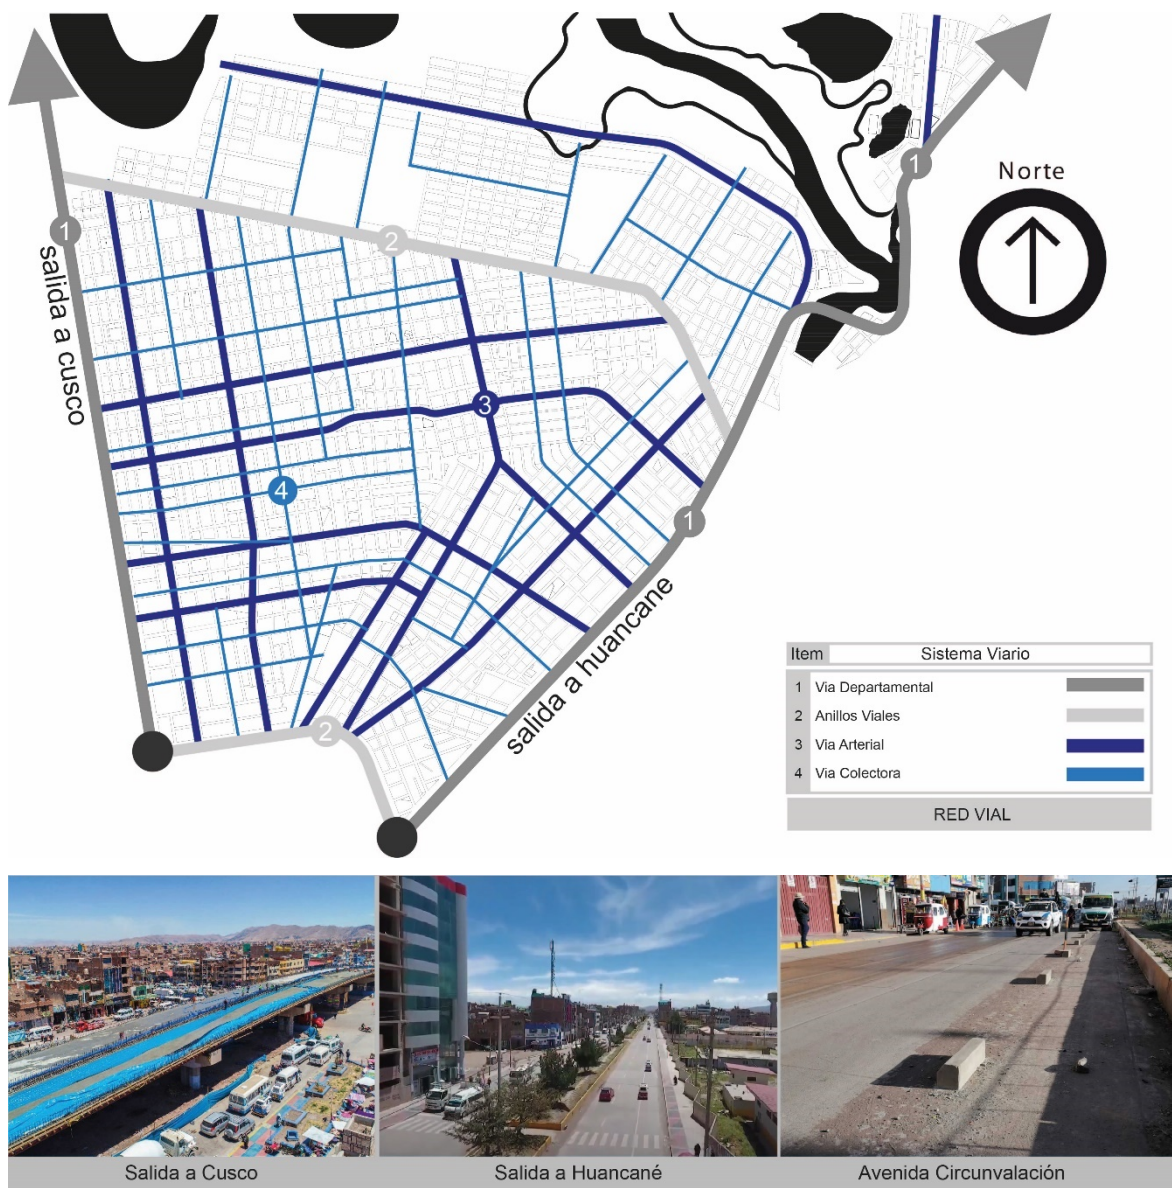 Norte
1
1
2
salida a cusco
3
4
1
salida a huancane
2
Item Sistema Viario
1 Via Departamental
2 Anillos Viales
3 Via Arterial
4 Via Colectora
RED VIAL
Salida a Cusco
Salida a Huancané
Avenida Circunvalación